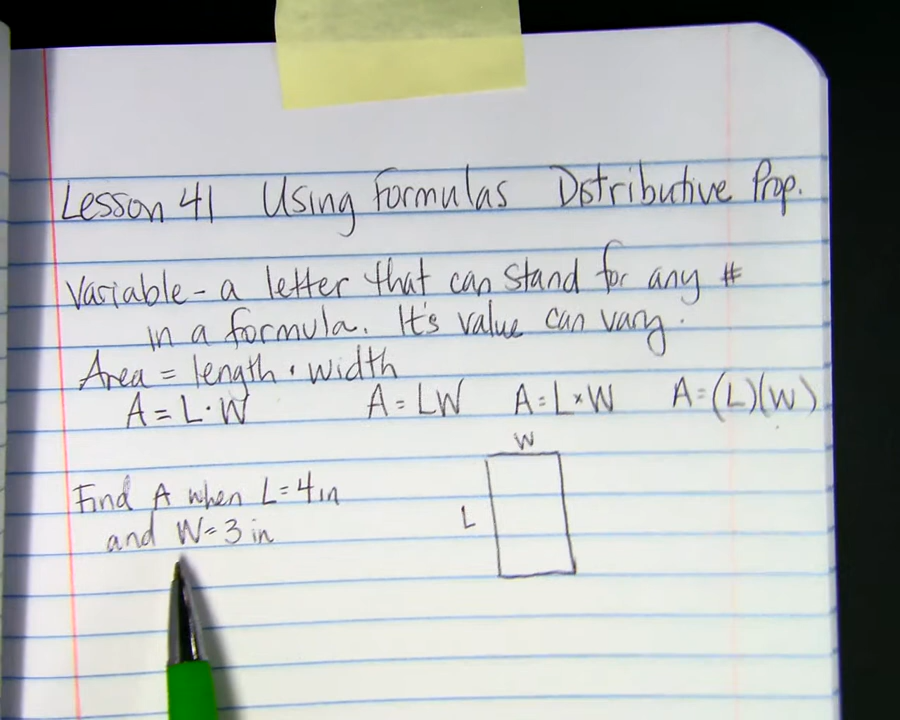 Lesson 41 Using Formulas Dstributive Prop.
Variable - a letter that can stand for any #
in a formula. It's value can vary.
Area = length · width
A = L · W A = LW A = L × W A = (L)(W)
W
Find A when L = 4 in
L
and W = 3 in